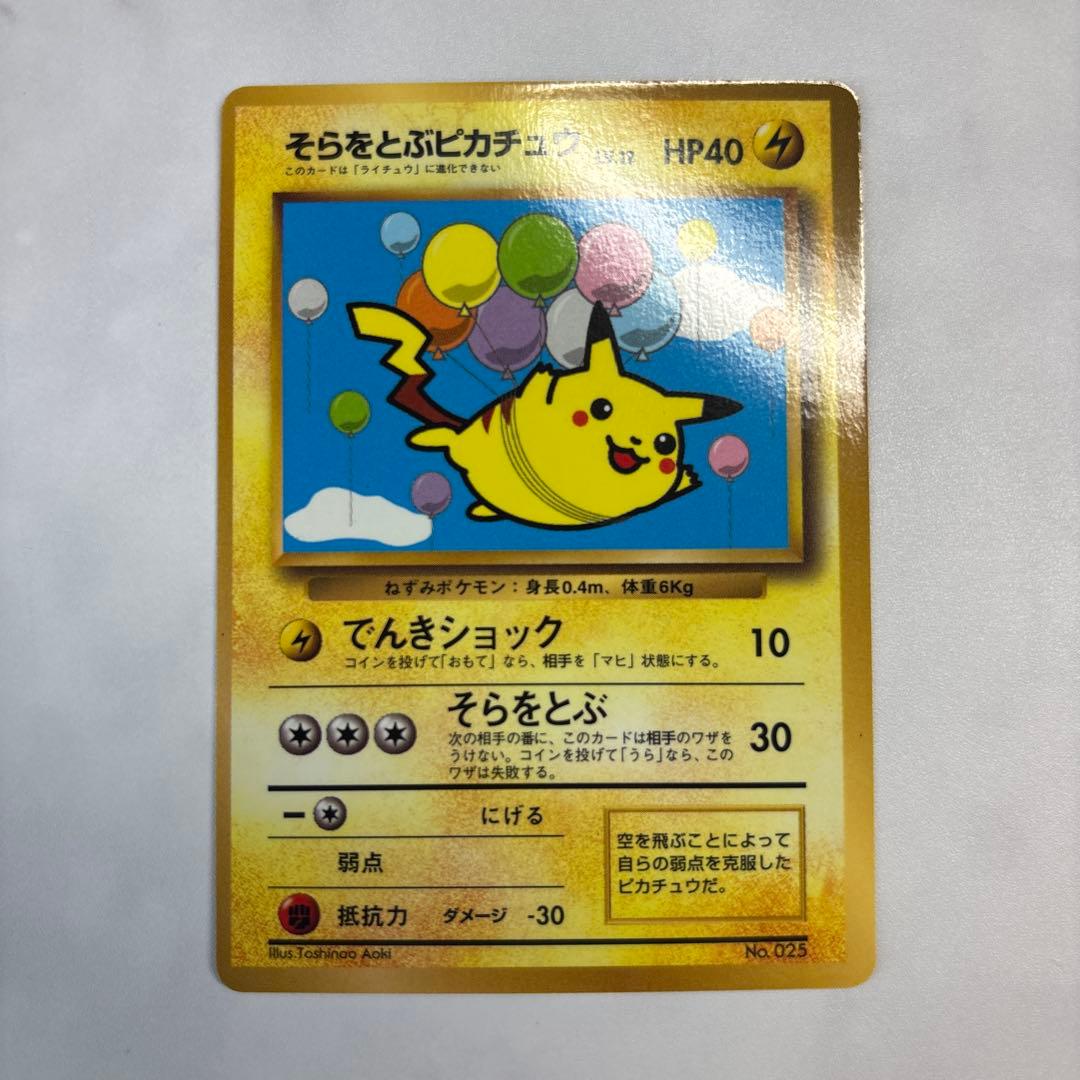 そらをとぶピカチュウ LV.12 HP40
このカードは「ライチュウ」に進化できない
ねずみポケモン：身長0.4m、体重6Kg
でんきショック 10
コインを投げて「おもて」なら、相手を「マヒ」状態にする。
そらをとぶ 30
次の相手の番に、このカードは相手のワザを
うけない。コインを投げて「うら」なら、この
ワザは失敗する。
にげる
弱点
抵抗力 ダメージ -30
空を飛ぶことによって
自らの弱点を克服した
ピカチュウだ。
Illus.Toshinao Aoki No. 025